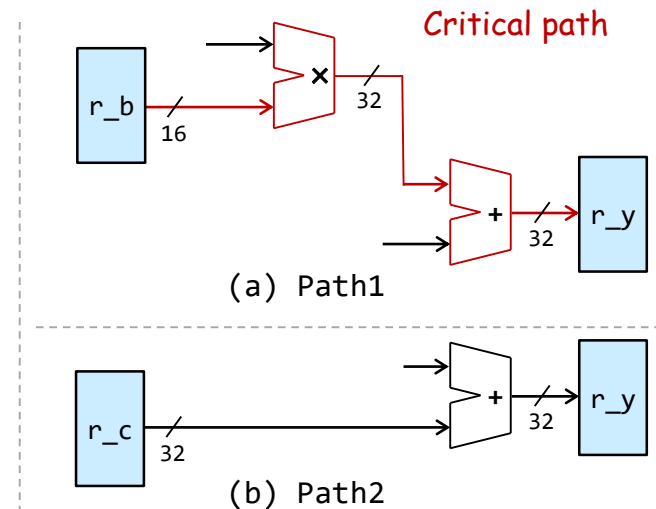 Critical path
r_b
16
×
32
+
32
r_y
(a) Path1
r_c
32
+
32
r_y
(b) Path2